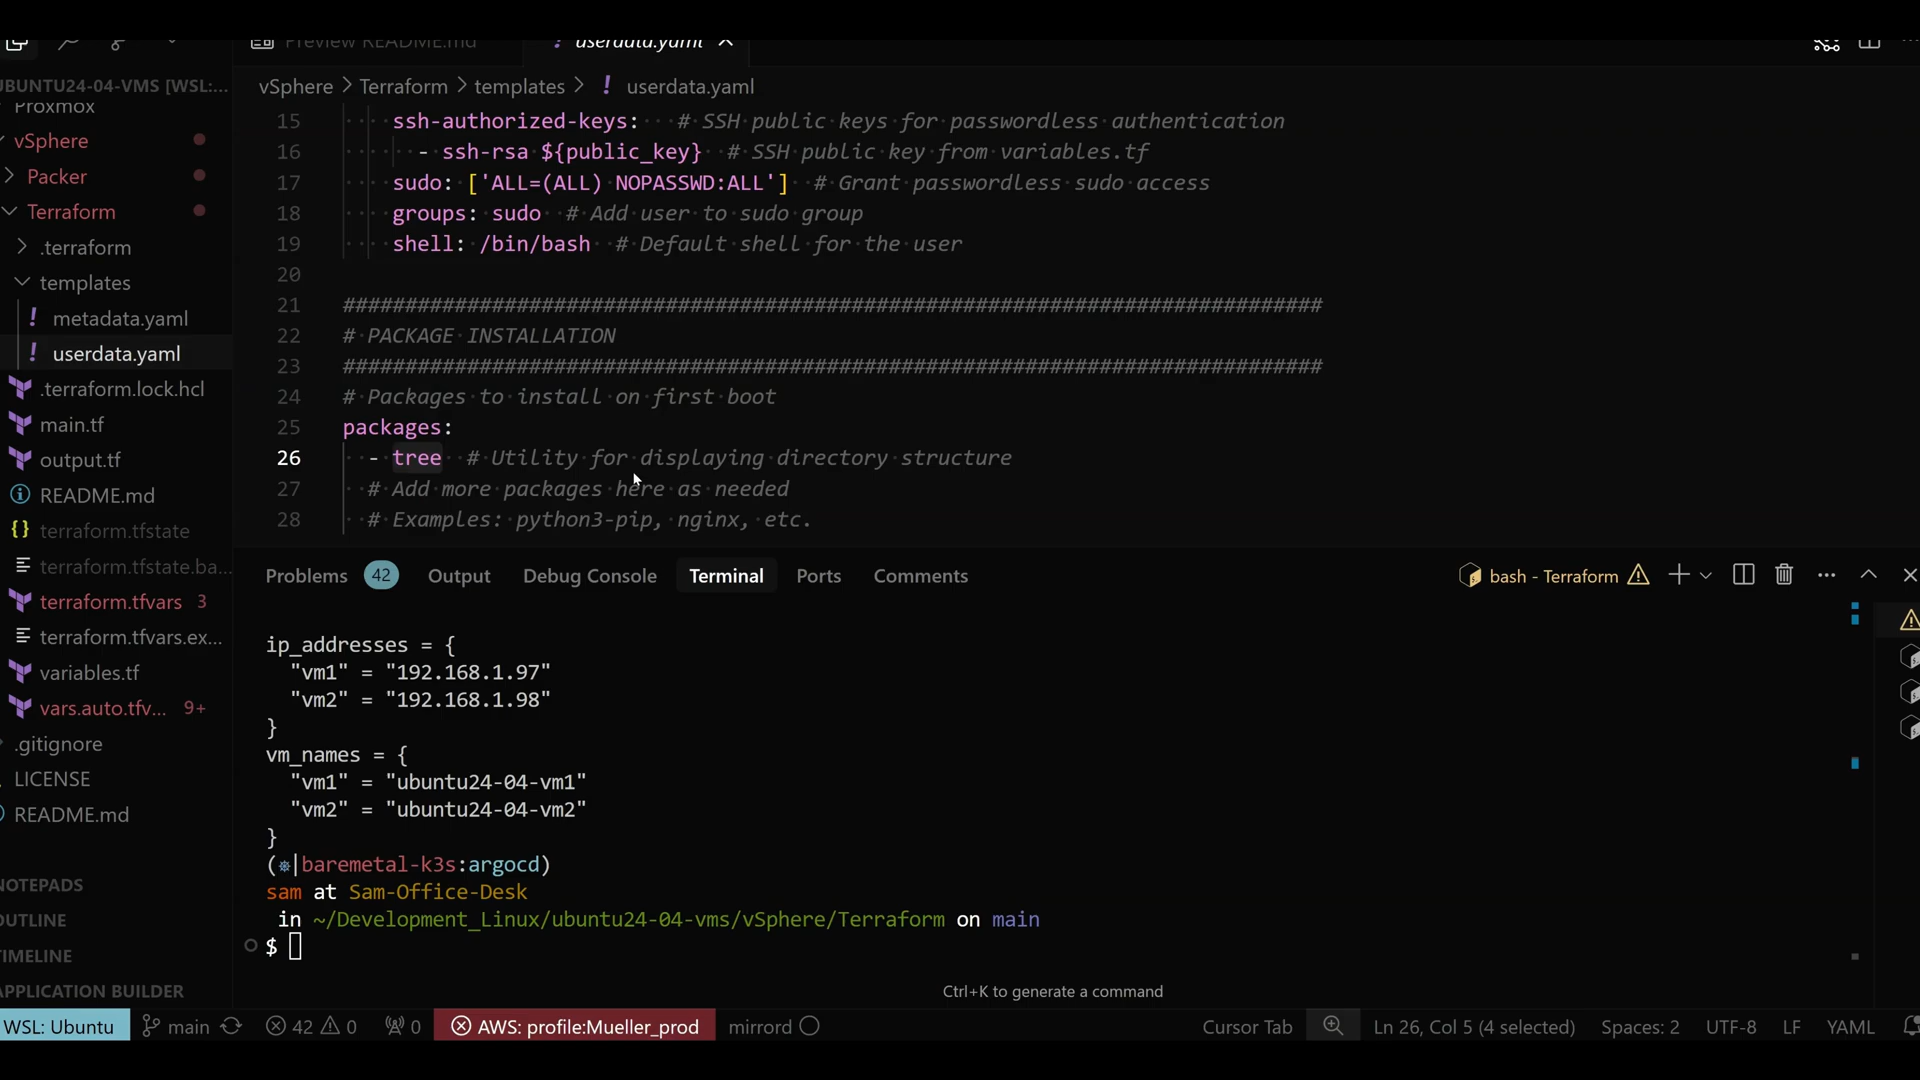 Preview README.md
! userdata.yaml
UBUNTU24-04-VMS [WSL:...
Proxmox
vSphere
Packer
Terraform
.terraform
templates
! metadata.yaml
! userdata.yaml
.terraform.lock.hcl
main.tf
output.tf
README.md
{} terraform.tfstate
terraform.tfstate.ba...
terraform.tfvars 3
terraform.tfvars.ex...
variables.tf
vars.auto.tfv... 9+
.gitignore
LICENSE
README.md
NOTEPADS
OUTLINE
TIMELINE
APPLICATION BUILDER
vSphere > Terraform > templates > ! userdata.yaml
15 ssh-authorized-keys: # SSH public keys for passwordless authentication
16 - ssh-rsa ${public_key} # SSH public key from variables.tf
17 sudo: ['ALL=(ALL) NOPASSWD:ALL'] # Grant passwordless sudo access
18 groups: sudo # Add user to sudo group
19 shell: /bin/bash # Default shell for the user
20
21 ###############################################################################
22 # PACKAGE INSTALLATION
23 ###############################################################################
24 # Packages to install on first boot
25 packages:
26 - tree # Utility for displaying directory structure
27 # Add more packages here as needed
28 # Examples: python3-pip, nginx, etc.
Problems 42 Output Debug Console Terminal Ports Comments
bash - Terraform
ip_addresses = {
"vm1" = "192.168.1.97"
"vm2" = "192.168.1.98"
}
vm_names = {
"vm1" = "ubuntu24-04-vm1"
"vm2" = "ubuntu24-04-vm2"
}
(⎈|baremetal-k3s:argocd)
sam at Sam-Office-Desk
in ~/Development_Linux/ubuntu24-04-vms/vSphere/Terraform on main
$
Ctrl+K to generate a command
WSL: Ubuntu main 42 0 0 AWS: profile:Mueller_prod mirrord Cursor Tab Ln 26, Col 5 (4 selected) Spaces: 2 UTF-8 LF YAML